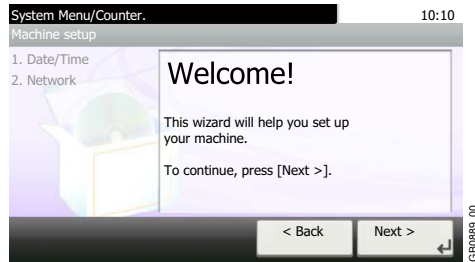 System Menu/Counter.
10:10
Machine setup
1. Date/Time
2. Network
Welcome!
This wizard will help you set up
your machine.
To continue, press [Next >].
< Back
Next >
GB0889_00